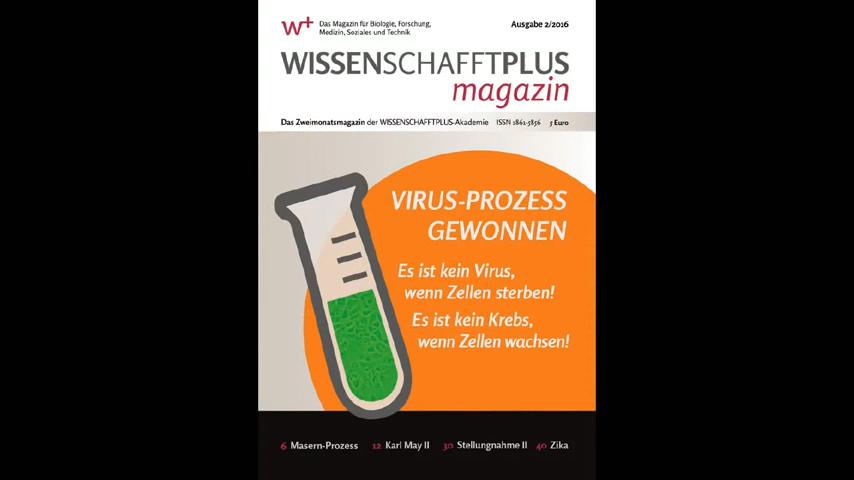 W+
Das Magazin für Biologie, Forschung,
Medizin, Soziales und Technik
Ausgabe 2/2016
WISSENSCHAFFTPLUS
magazin
Das Zweimonatsmagazin der WISSENSCHAFFTPLUS-Akademie ISSN 1861-5856 5 Euro
VIRUS-PROZESS
GEWONNEN
Es ist kein Virus,
wenn Zellen sterben!
Es ist kein Krebs,
wenn Zellen wachsen!
6 Masern-Prozess 12 Karl May II 30 Stellungnahme II 40 Zika